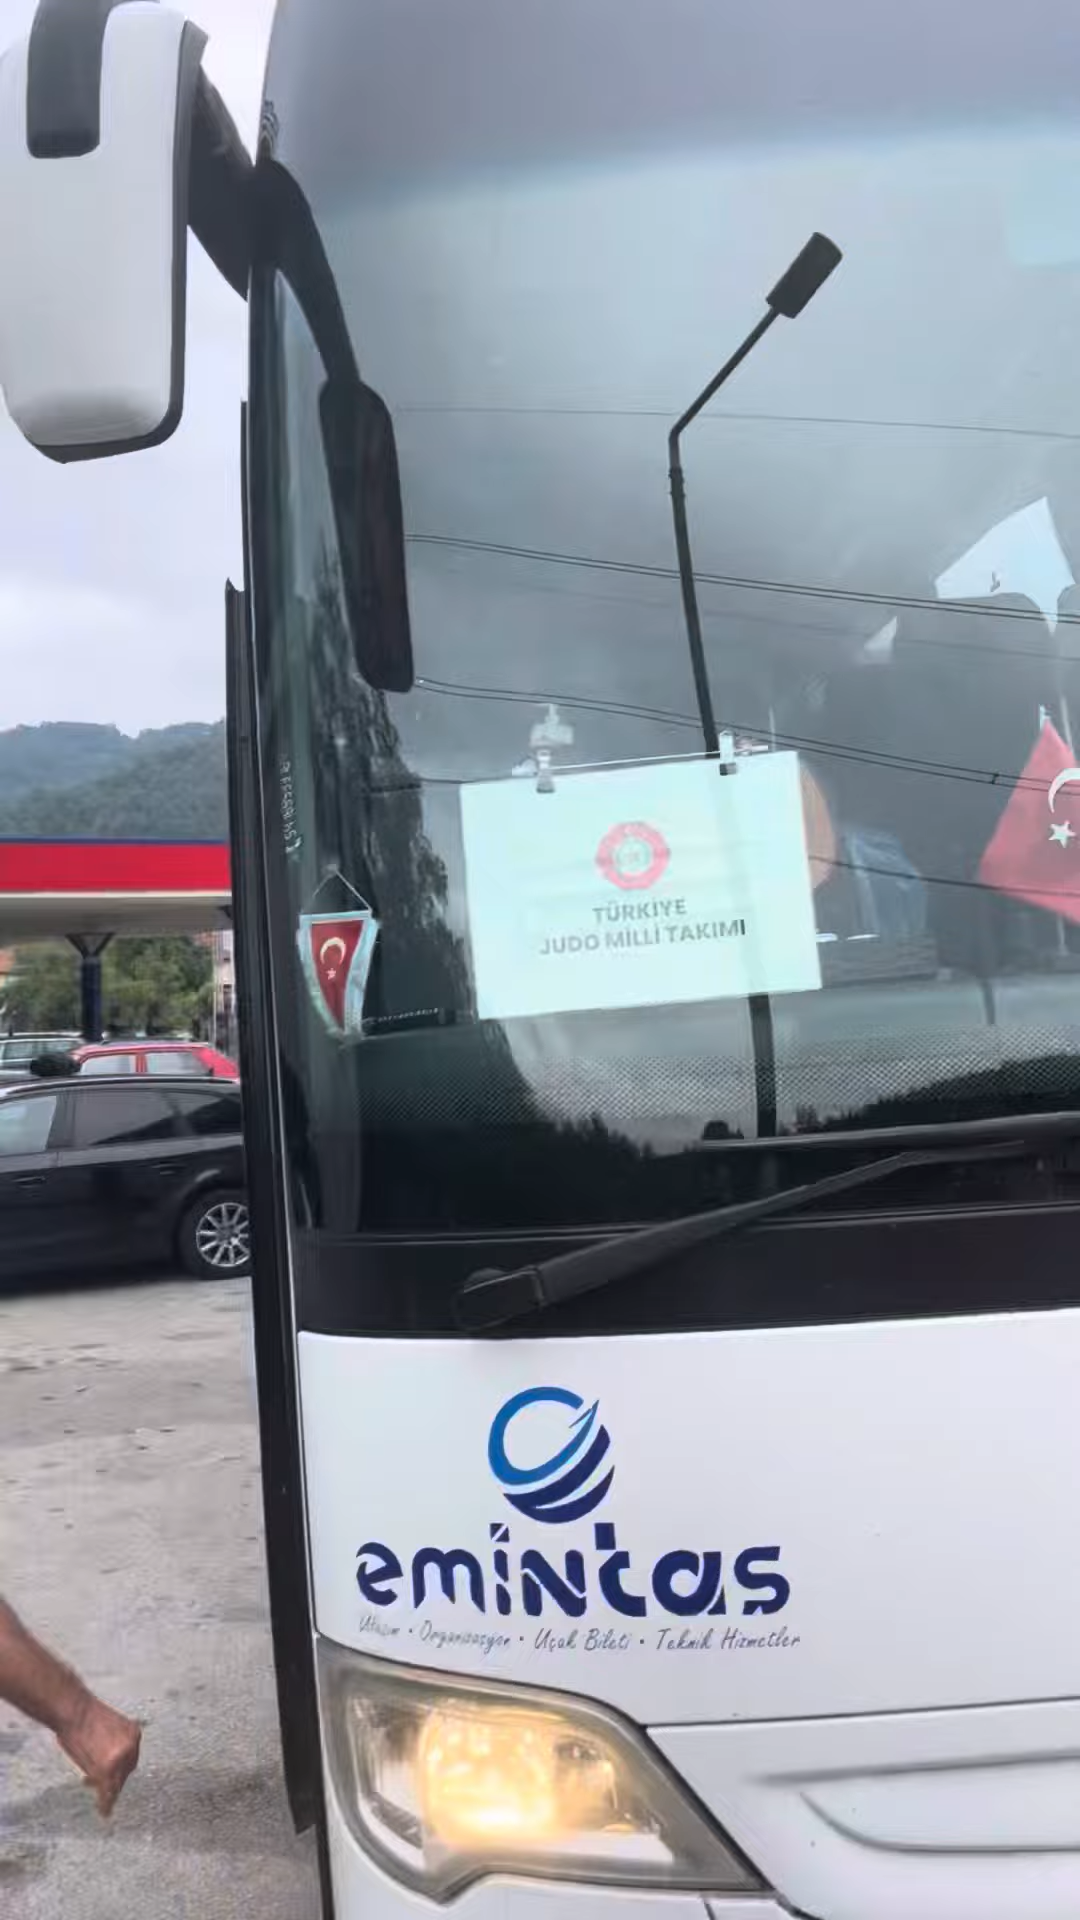 TÜRKİYE
JUDO MİLLİ TAKIMI
emintas
Ulaşım • Organizasyon • Uçak Bileti • Teknik Hizmetler